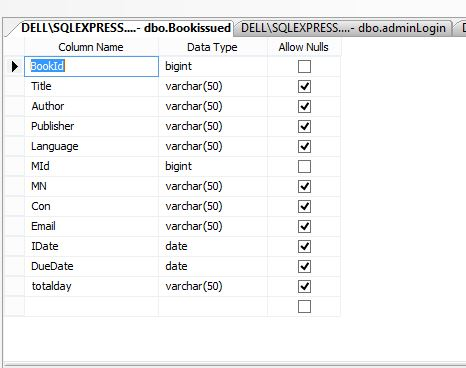 DELL\SQLEXPRESS....- dbo.Bookissued DELL\SQLEXPRESS....- dbo.adminLogin
Column Name Data Type Allow Nulls
BookId bigint
Title varchar(50)
Author varchar(50)
Publisher varchar(50)
Language varchar(50)
MId bigint
MN varchar(50)
Con varchar(50)
Email varchar(50)
IDate date
DueDate date
totalday varchar(50)